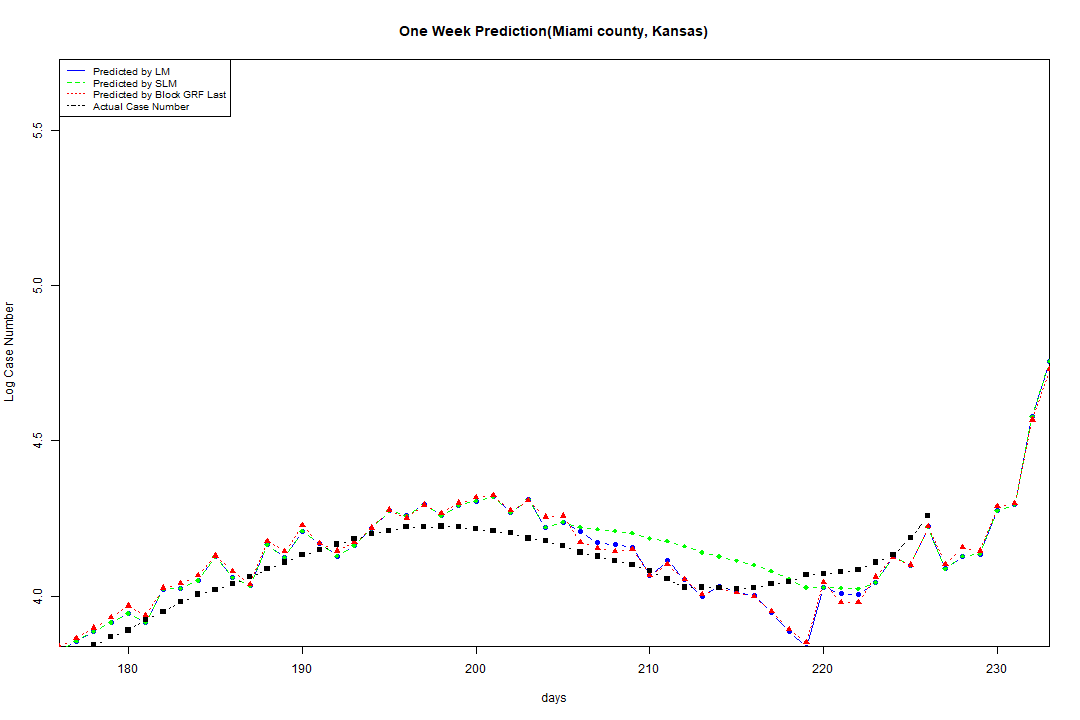 One Week Prediction(Miami county, Kansas)
Predicted by LM
Predicted by SLM
Predicted by Block GRF Last
Actual Case Number
5.5
5.0
4.5
4.0
Log Case Number
180 190 200 210 220 230
days